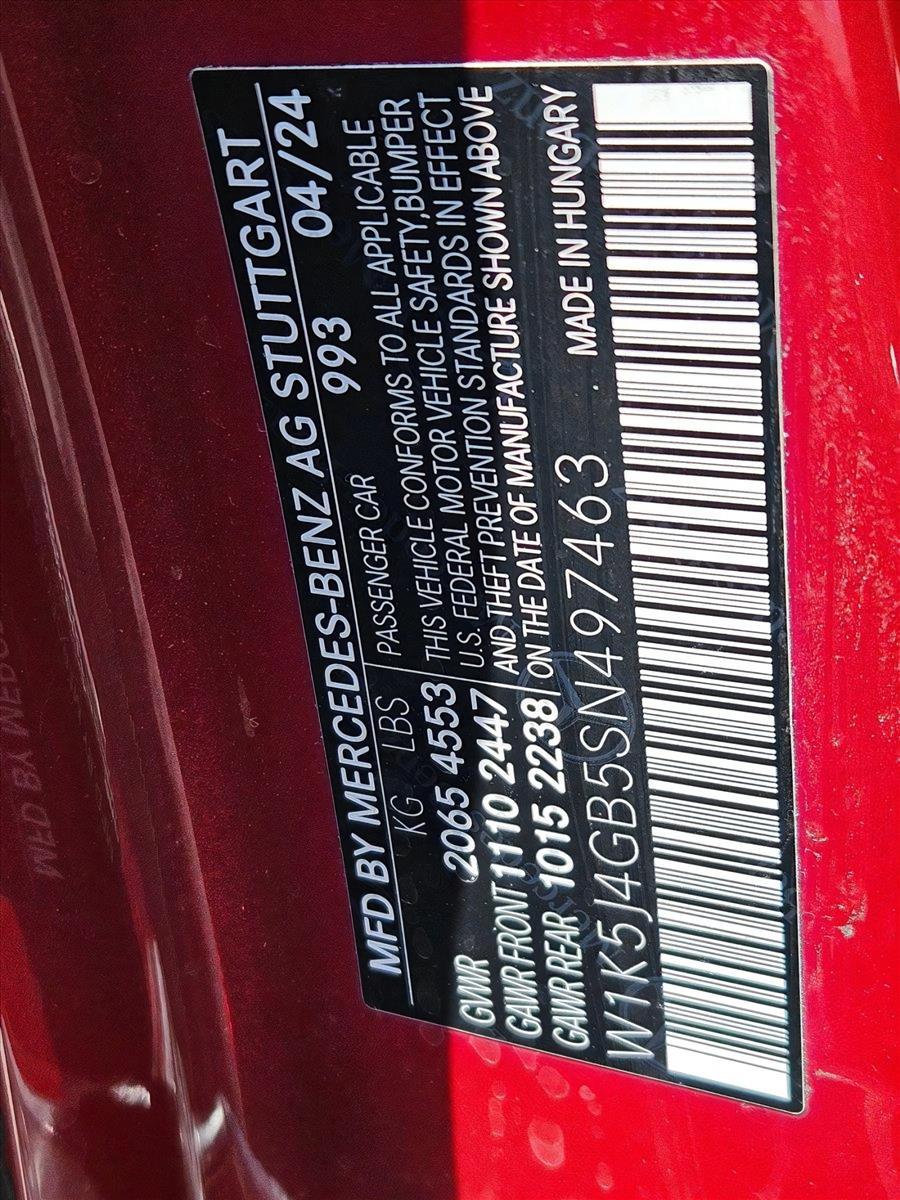 MFD BY MERCEDES-BENZ AG STUTTGART
KG LBS PASSENGER CAR 993 04/24
GVWR 2065 4553 THIS VEHICLE CONFORMS TO ALL APPLICABLE
GAWR FRONT 1110 2447 U.S. FEDERAL MOTOR VEHICLE SAFETY,BUMPER
GAWR REAR 1015 2238 AND THEFT PREVENTION STANDARDS IN EFFECT
ON THE DATE OF MANUFACTURE SHOWN ABOVE
W1K5J4GB5SN497463 MADE IN HUNGARY